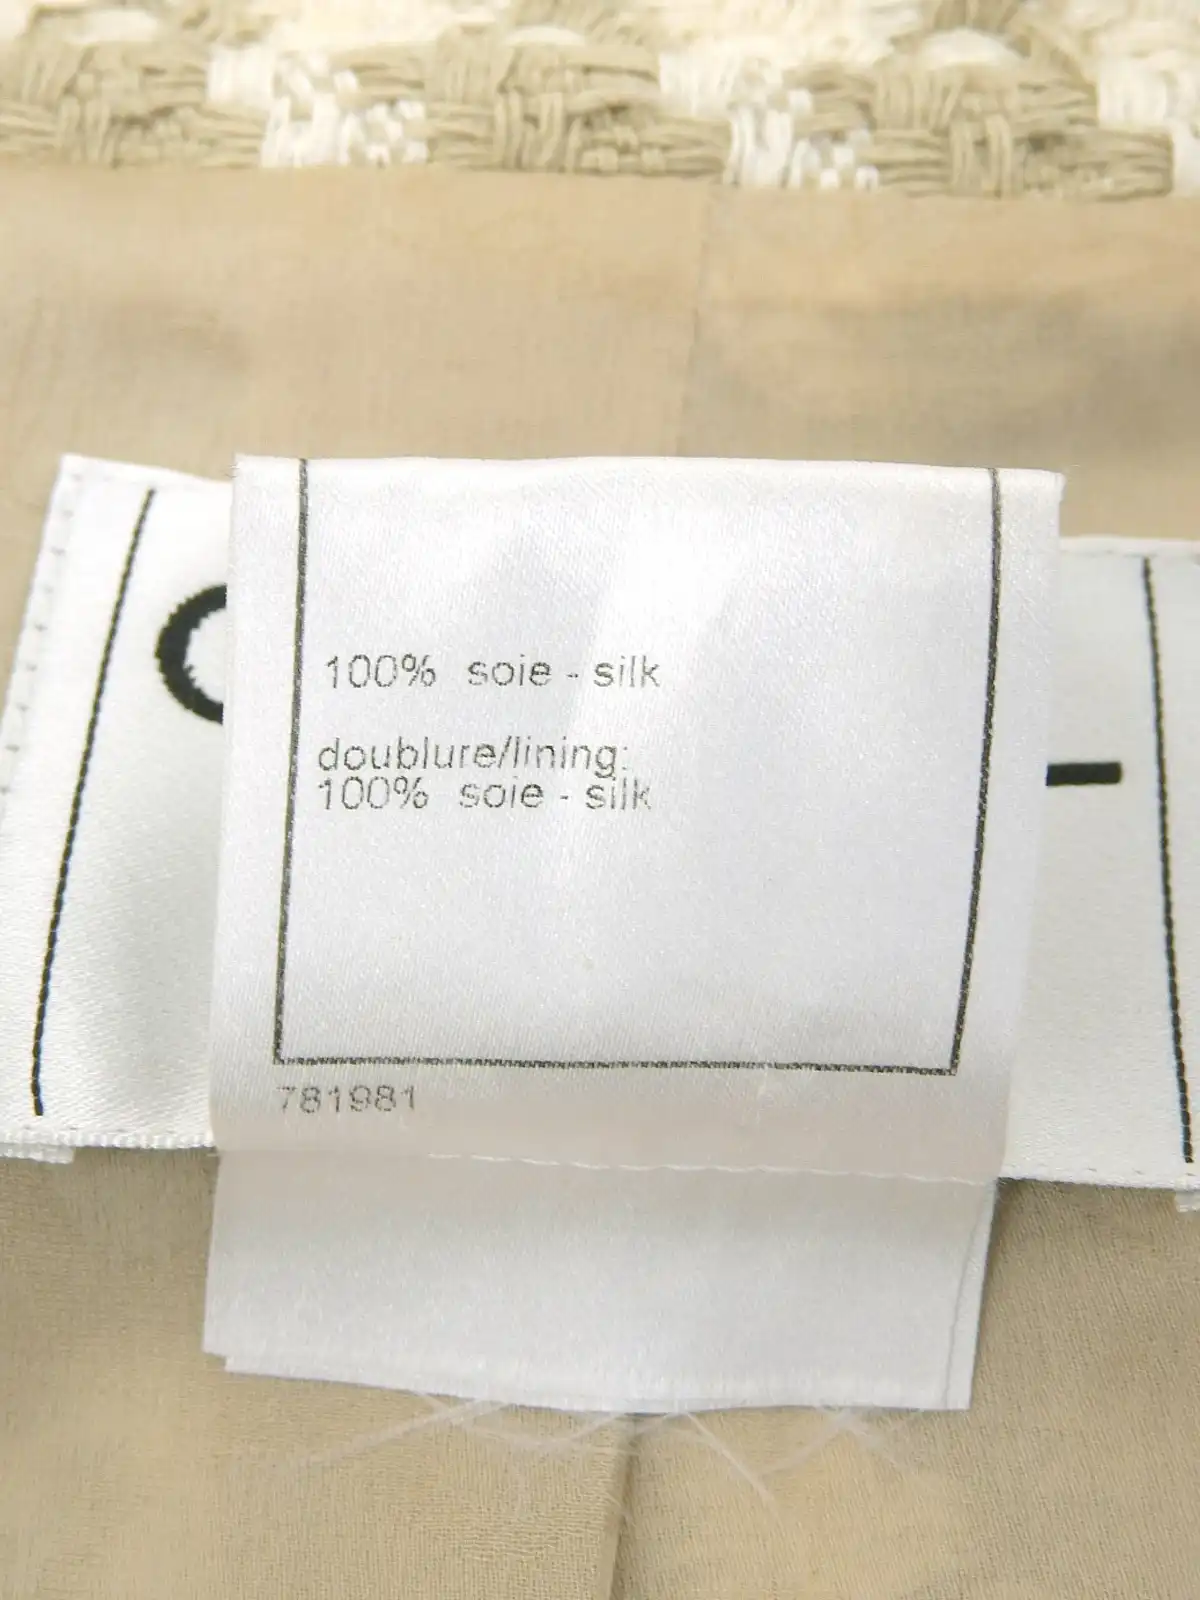 100% soie - silk
doublure/lining:
100% soie - silk
781981